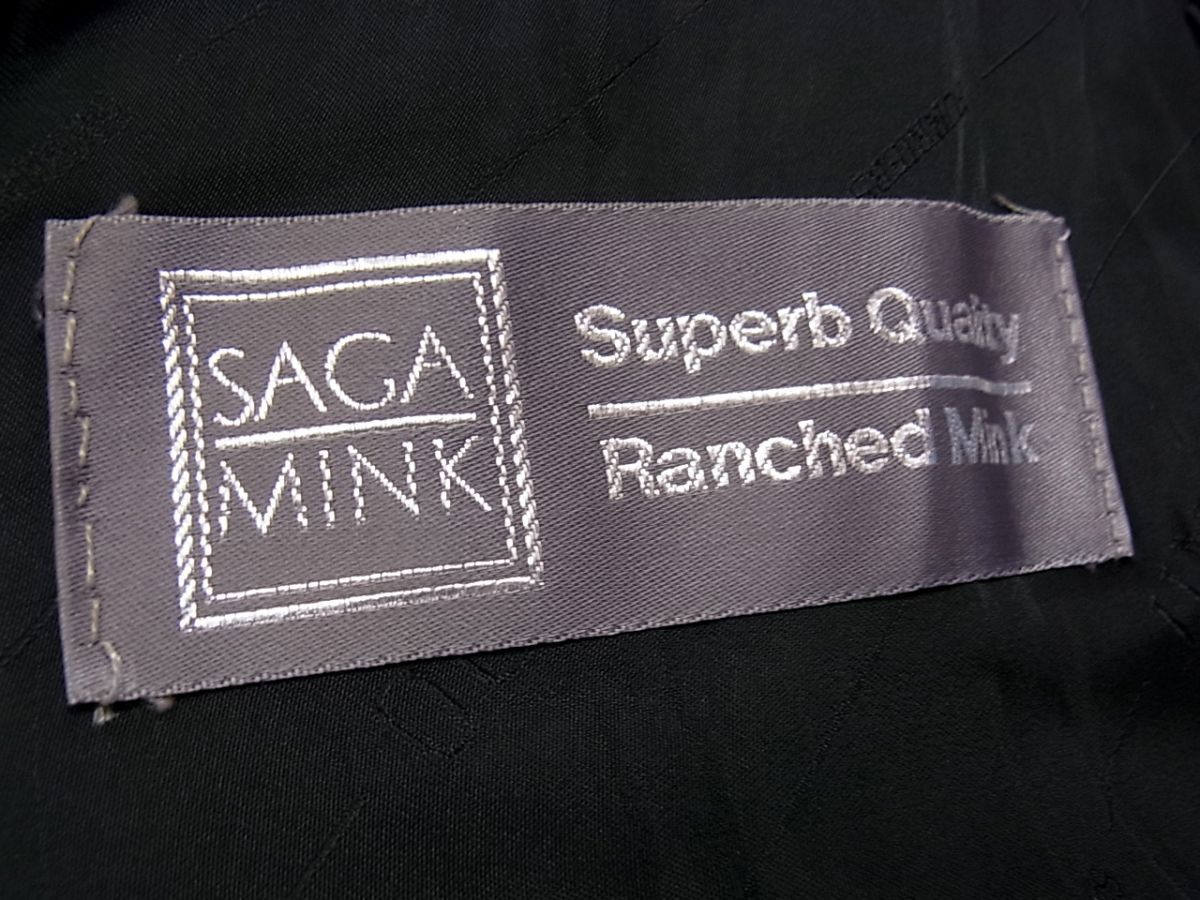 SAGA
MINK
Superb Quality
Ranched Mink